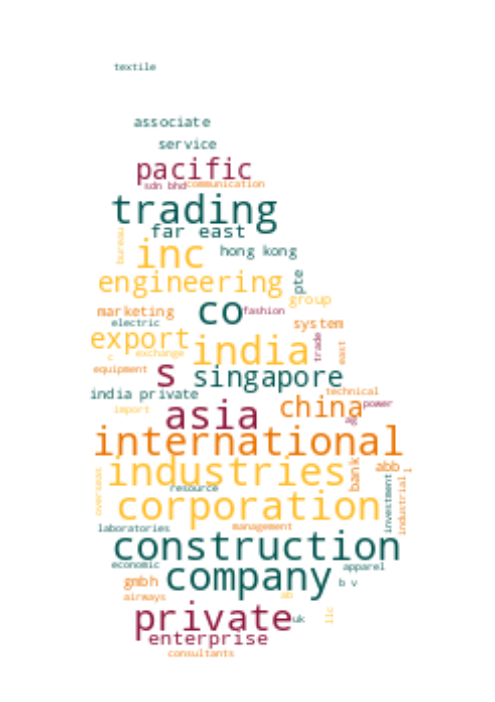 textile
associate
service
pacific
sdn bhd communication
trading
far east
bureau inc hong kong
engineering pte
group
co
marketing fashion
electric system
export india trade east
c exchange
equipment s singapore
india private technical
import asia china power
ag
international
industries bank abb l
overseas resource investment industrial
corporation
laboratories management
construction
economic apparel
gmbh company b v
airways ab
private uk llc
enterprise
consultants